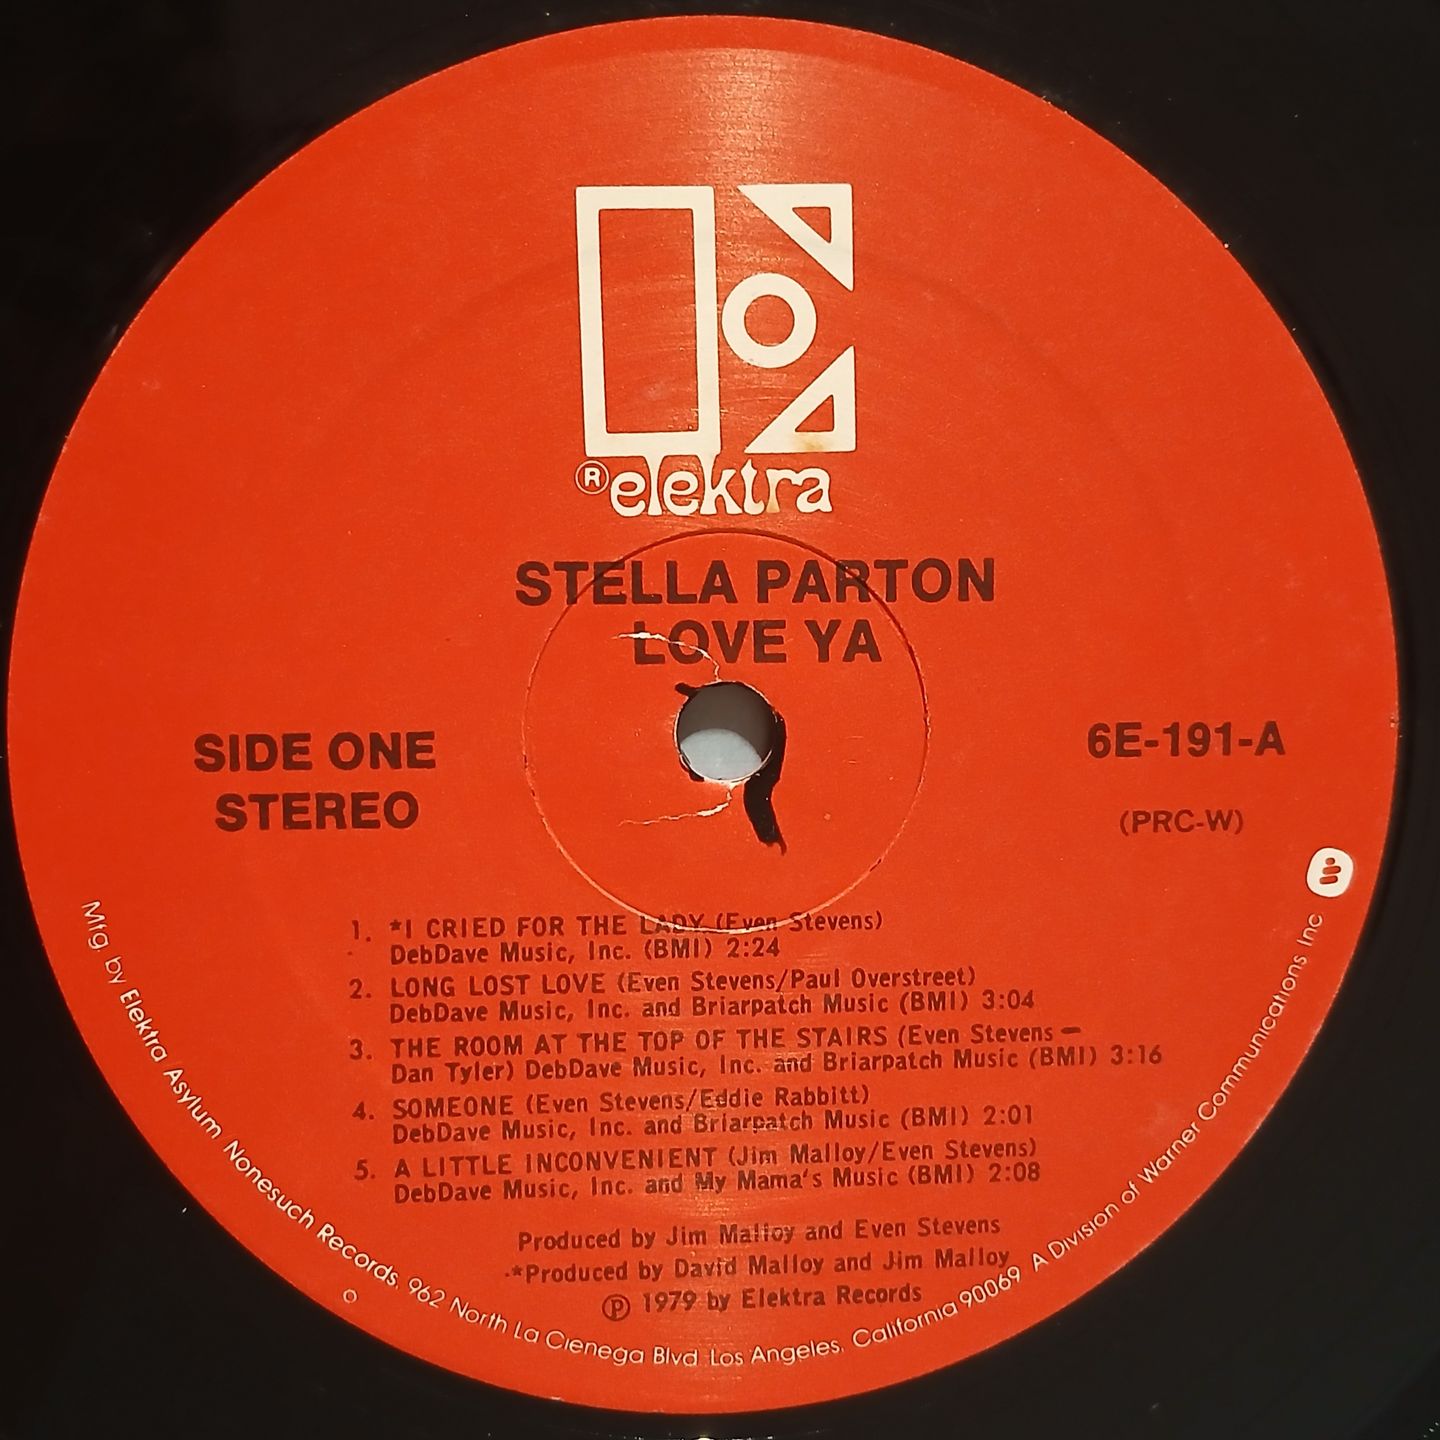 ® elektra
STELLA PARTON
LOVE YA
SIDE ONE
STEREO
6E-191-A
(PRC-W)
1. *I CRIED FOR THE LADY (Even Stevens)
DebDave Music, Inc. (BMI) 2:24
2. LONG LOST LOVE (Even Stevens/Paul Overstreet)
DebDave Music, Inc. and Briarpatch Music (BMI) 3:04
3. THE ROOM AT THE TOP OF THE STAIRS (Even Stevens –
Dan Tyler) DebDave Music, Inc. and Briarpatch Music (BMI) 3:16
4. SOMEONE (Even Stevens/Eddie Rabbitt)
DebDave Music, Inc. and Briarpatch Music (BMI) 2:01
5. A LITTLE INCONVENIENT (Jim Malloy/Even Stevens)
DebDave Music, Inc. and My Mama's Music (BMI) 2:08
Produced by Jim Malloy and Even Stevens
*Produced by David Malloy and Jim Malloy
℗ 1979 by Elektra Records
Mfg. by Elektra Asylum Nonesuch Records, 962 North La Cienega Blvd Los Angeles, California 90069 A Division of Warner Communications Inc